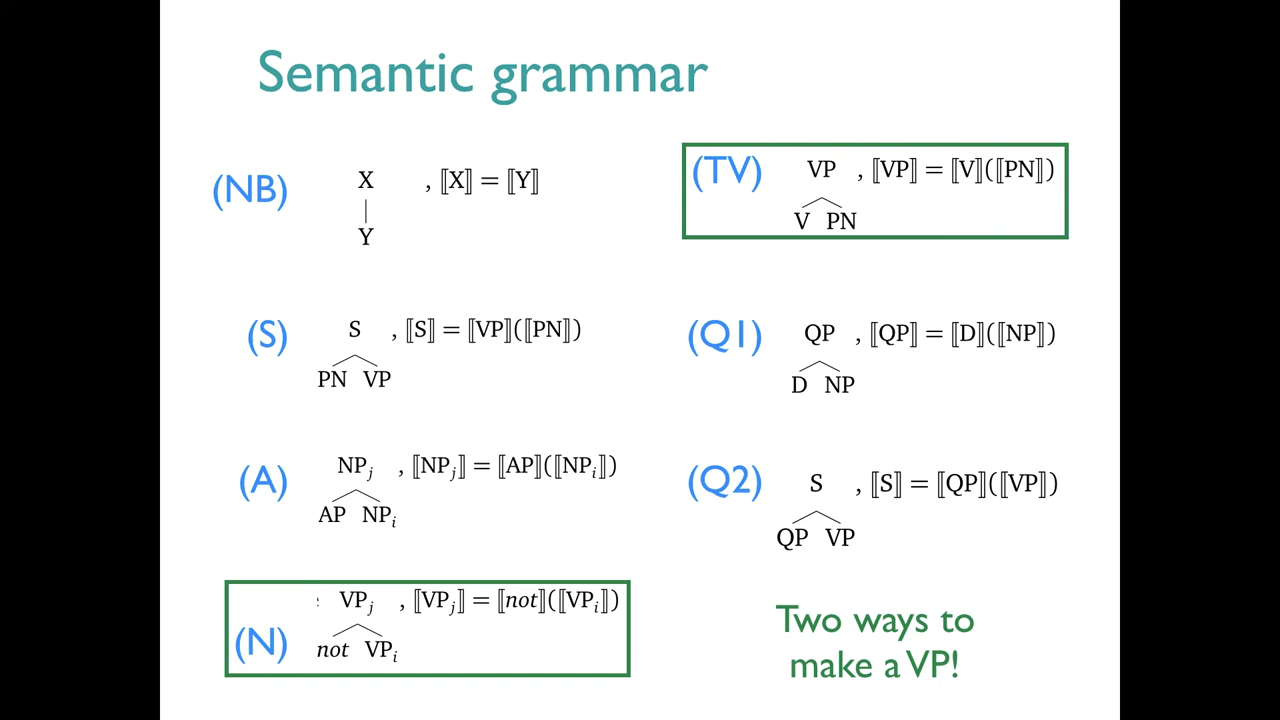 Semantic grammar
(NB) X , ⟦X⟧ = ⟦Y⟧
Y
(S) S , ⟦S⟧ = ⟦VP⟧(⟦PN⟧)
PN VP
(A) NPj , ⟦NPj⟧ = ⟦AP⟧(⟦NPi⟧)
AP NPi
(N) VPj , ⟦VPj⟧ = ⟦not⟧(⟦VPi⟧)
not VPi
(TV) VP , ⟦VP⟧ = ⟦V⟧(⟦PN⟧)
V PN
(Q1) QP , ⟦QP⟧ = ⟦D⟧(⟦NP⟧)
D NP
(Q2) S , ⟦S⟧ = ⟦QP⟧(⟦VP⟧)
QP VP
Two ways to
make a VP!